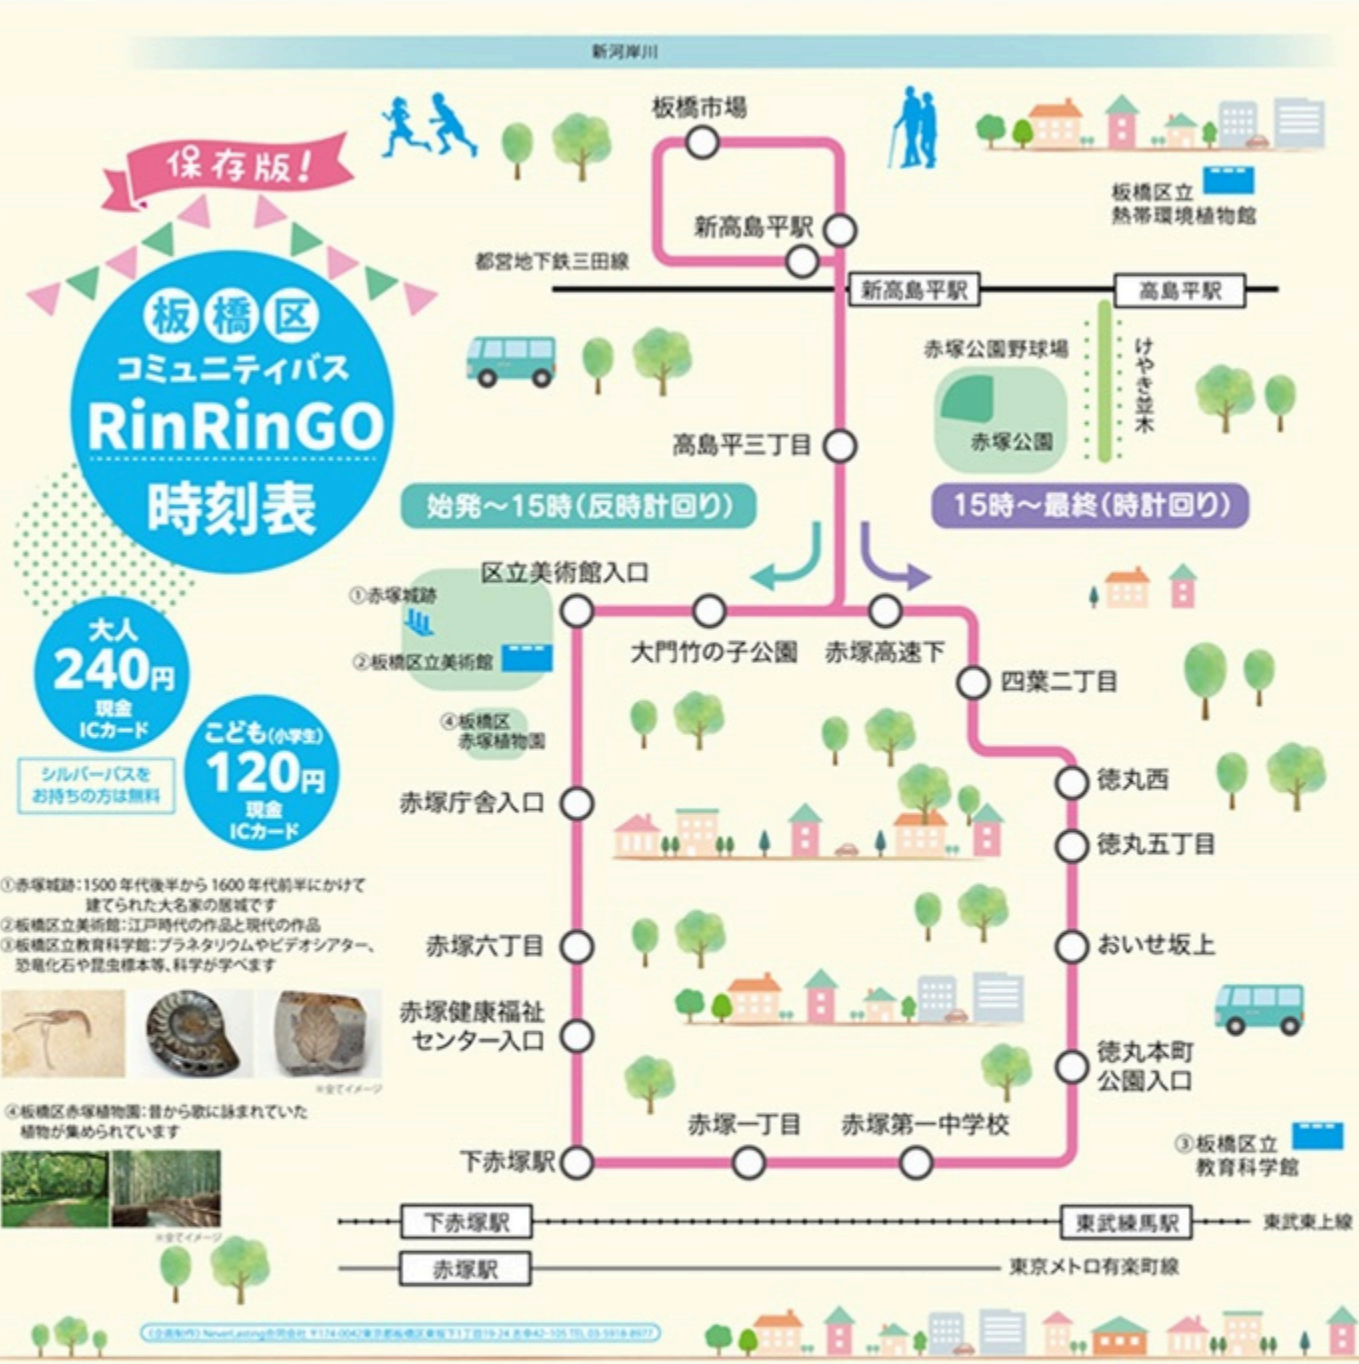 新河岸川
保存版!
板橋区
コミュニティバス
RinRinGO
時刻表
大人
240円
現金
ICカード
シルバーパスを
お持ちの方は無料
こども(小学生)
120円
現金
ICカード
板橋市場
新高島平駅
都営地下鉄三田線
新高島平駅
高島平駅
板橋区立
熱帯環境植物館
赤塚公園野球場
赤塚公園
けやき並木
高島平三丁目
始発～15時(反時計回り)
15時～最終(時計回り)
区立美術館入口
①赤塚城跡
②板橋区立美術館
大門竹の子公園
赤塚高速下
四葉二丁目
④板橋区
赤塚植物園
徳丸西
赤塚庁舎入口
徳丸五丁目
赤塚六丁目
おいせ坂上
赤塚健康福祉
センター入口
徳丸本町
公園入口
赤塚一丁目
赤塚第一中学校
下赤塚駅
③板橋区立
教育科学館
下赤塚駅
東武練馬駅
東武東上線
赤塚駅
東京メトロ有楽町線
①赤塚城跡:1500年代後半から1600年代前半にかけて
建てられた大名家の居城です
②板橋区立美術館:江戸時代の作品と現代の作品
③板橋区立教育科学館:プラネタリウムやビデオシアター、
恐竜化石や昆虫標本等、科学が学べます
※全てイメージ
④板橋区赤塚植物園:昔から歌に詠まれていた
植物が集められています
※全てイメージ